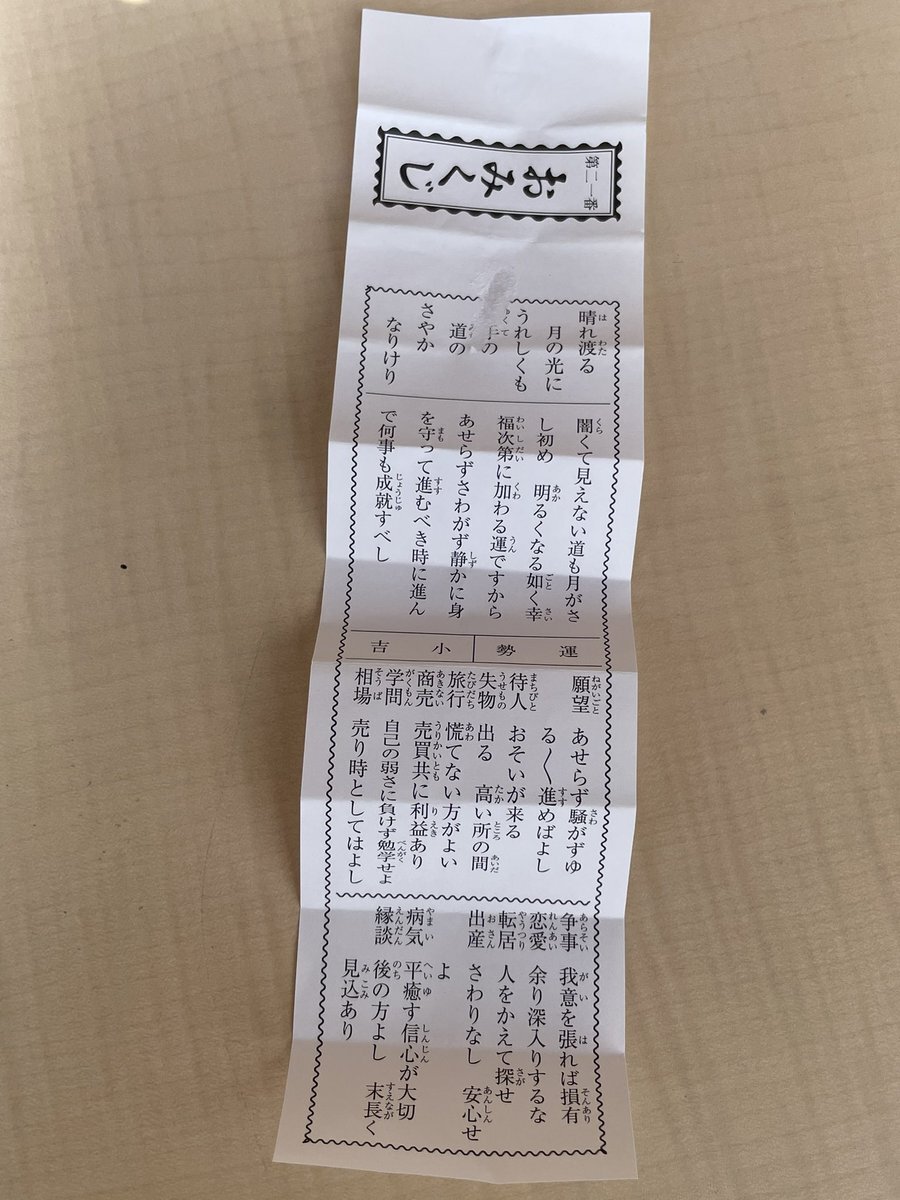 第二一番
おみくじ
晴れ渡る
月の光に
うれしくも
の
道の
さやか
なりけり
闇くて見えない道も月がさ
し初め　明るくなる如く幸
福次第に加わる運ですから
あせらずさわがず静かに身
を守って進むべき時に進ん
で何事も成就すべし
運勢　小吉
願望　あせらず騒がずゆ
る〱進めばよし
待人　おそいが来る
失物　出る　高い所の間
旅行　慌てない方がよい
商売　売買共に利益あり
学問　自己の弱さに負けず勉学せよ
相場　売り時としてはよし
争事　我意を張れば損有
恋愛　余り深入りするな
転居　人をかえて探せ
出産　さわりなし　安心せ
よ
病気　平癒す信心が大切
縁談　後の方よし　末長く
見込あり